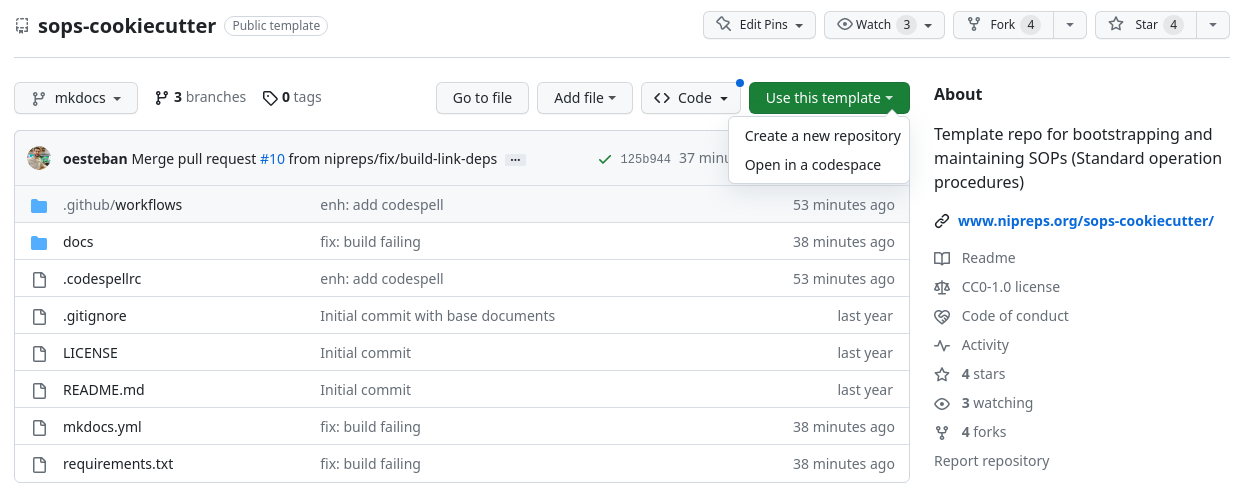 sops-cookiecutter Public template Edit Pins Watch 3 Fork 4 Star 4
mkdocs 3 branches 0 tags Go to file Add file Code Use this template
Create a new repository
Open in a codespace
oesteban Merge pull request #10 from nipreps/fix/build-link-deps ... 125b944 37
.github/workflows enh: add codespell 53 minutes ago
docs fix: build failing 38 minutes ago
.codespellrc enh: add codespell 53 minutes ago
.gitignore Initial commit with base documents last year
LICENSE Initial commit last year
README.md Initial commit last year
mkdocs.yml fix: build failing 38 minutes ago
requirements.txt fix: build failing 38 minutes ago
About
Template repo for bootstrapping and
maintaining SOPs (Standard operation
procedures)
www.nipreps.org/sops-cookiecutter/
Readme
CC0-1.0 license
Code of conduct
Activity
4 stars
3 watching
4 forks
Report repository